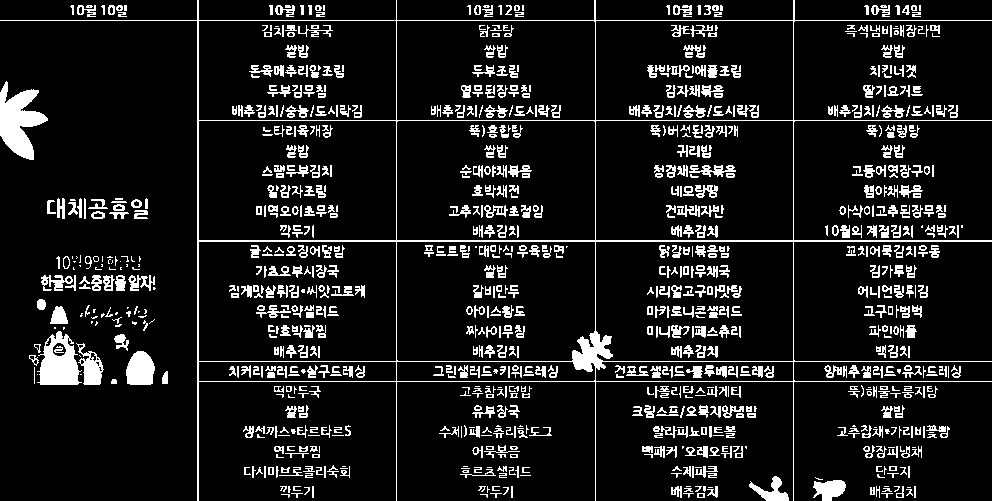 10월 10일
대체공휴일
10월 9일 한글날
한글의 소중함을 알자!
10월 11일
김치콩나물국
쌀밥
돈육메추리알조림
두부김무침
배추김치/숭늉/도시락김
느타리육개장
쌀밥
스팸두부김치
알감자조림
미역오이초무침
깍두기
굴소스오징어덮밥
가쓰오부시장국
집게맛살튀김•씨앗고로케
우동곤약샐러드
단호박팥찜
배추김치
치커리샐러드•살구드레싱
떡만두국
쌀밥
생선까스•타르타르S
연두부찜
다시마브로콜리숙회
깍두기
10월 12일
닭곰탕
쌀밥
두부조림
열무된장무침
배추김치/숭늉/도시락김
뚝)홍합탕
쌀밥
순대야채볶음
호박채전
고추지양파초절임
배추김치
푸드트립 '대만식 우육탕면'
쌀밥
갈비만두
아이스황도
짜사이무침
배추김치
그린샐러드•키위드레싱
고추참치덮밥
유부장국
수제)페스츄리핫도그
어묵볶음
후르츠샐러드
깍두기
10월 13일
장터국밥
쌀밥
함박파인애플조림
감자채볶음
배추김치/숭늉/도시락김
뚝)버섯된장찌개
귀리밥
청경채돈육볶음
네모랑땡
건파래자반
배추김치
닭갈비볶음밥
다시마무채국
시리얼고구마맛탕
마카로니콘샐러드
미니딸기페스츄리
배추김치
건포도샐러드•블루베리드레싱
나폴리탄스파게티
크림스프/오복지양념밥
할라피뇨미트볼
백패커 '오레오튀김'
수제피클
배추김치
10월 14일
즉석냄비해장라면
쌀밥
치킨너겟
딸기요거트
배추김치/숭늉/도시락김
뚝)설렁탕
쌀밥
고등어엿장구이
햄야채볶음
아삭이고추된장무침
10월의 계절김치 '석박지'
꼬치어묵김치우동
김가루밥
어니언링튀김
고구마범벅
파인애플
백김치
양배추샐러드•유자드레싱
뚝)해물누룽지탕
쌀밥
고추잡채•가리비꽃빵
양장피냉채
단무지
배추김치